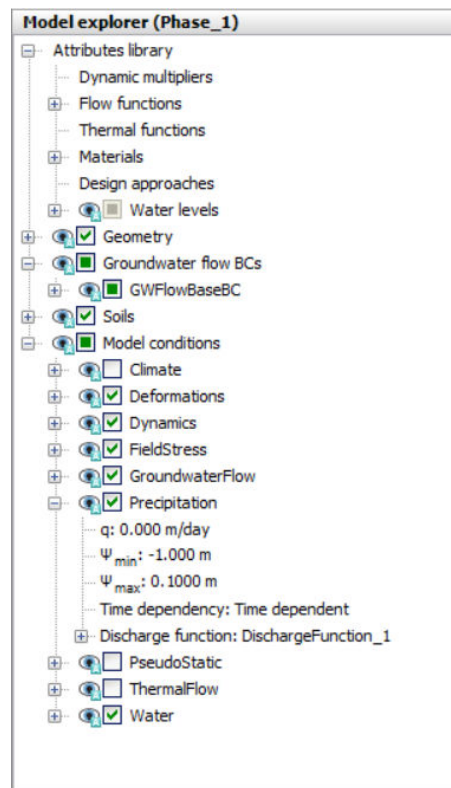 Model explorer (Phase_1)
Attributes library
Dynamic multipliers
Flow functions
Thermal functions
Materials
Design approaches
Water levels
Geometry
Groundwater flow BCs
GWFlowBaseBC
Soils
Model conditions
Climate
Deformations
Dynamics
FieldStress
GroundwaterFlow
Precipitation
q: 0.000 m/day
Ψmin: -1.000 m
Ψmax: 0.1000 m
Time dependency: Time dependent
Discharge function: DischargeFunction_1
PseudoStatic
ThermalFlow
Water